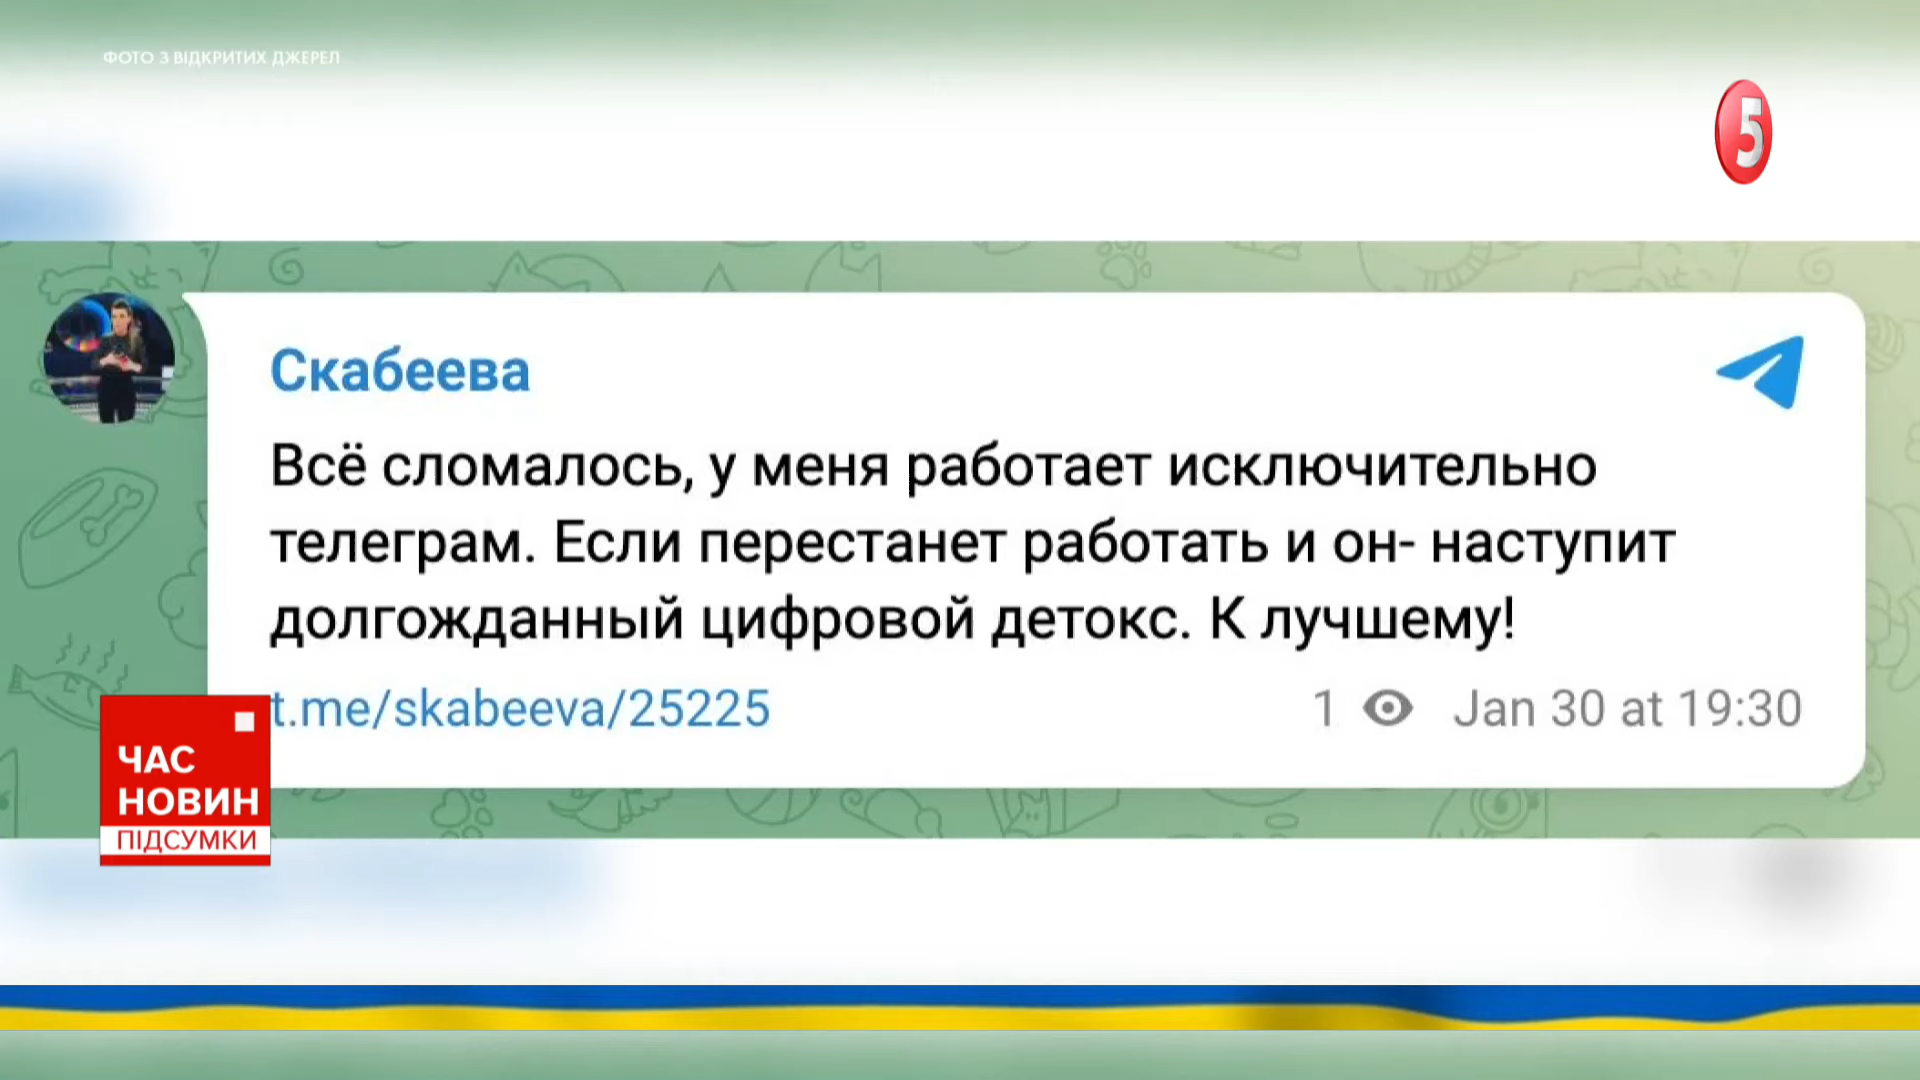 ФОТО З ВІДКРИТИХ ДЖЕРЕЛ
5
Скабеева
Всё сломалось, у меня работает исключительно
телеграм. Если перестанет работать и он- наступит
долгожданный цифровой детокс. К лучшему!
t.me/skabeeva/25225
1 Jan 30 at 19:30
ЧАС
НОВИН
ПІДСУМКИ